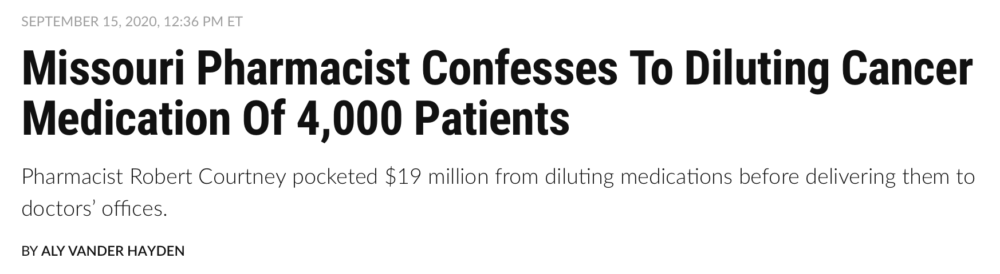 SEPTEMBER 15, 2020, 12:36 PM ET
Missouri Pharmacist Confesses To Diluting Cancer
Medication Of 4,000 Patients
Pharmacist Robert Courtney pocketed $19 million from diluting medications before delivering them to
doctors’ offices.
BY ALY VANDER HAYDEN